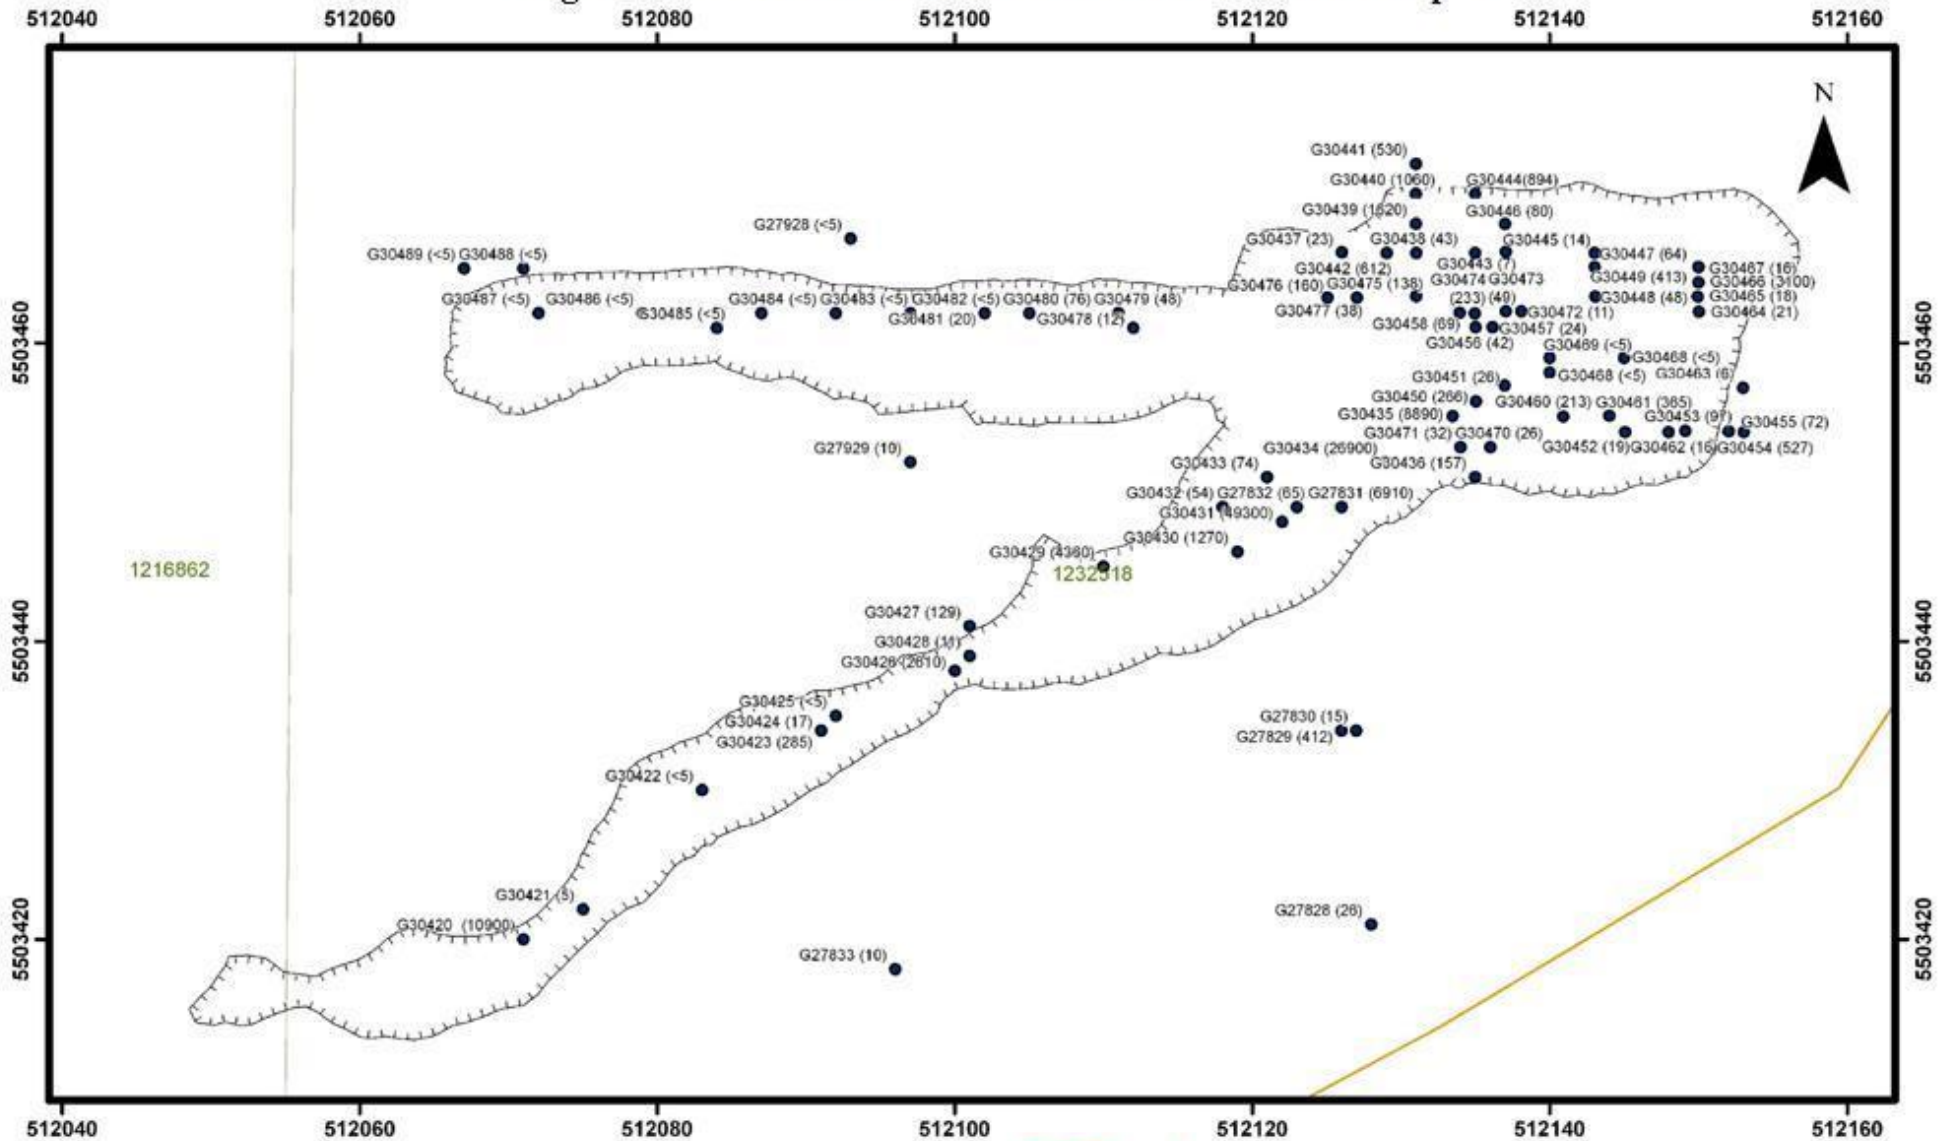 512040 512060 512080 512100 512120 512140 512160
N
G30441 (530)
G30440 (1060) G30444(894)
G30439 (1620) G30446 (80)
G27928 (<5)
G30437 (23) G30438 (43) G30445 (14)
G30489 (<5) G30488 (<5) G30447 (64)
G30442 (612) G30443 (7) G30467 (16)
G30476 (160) G30475 (138) G30474 G30473 G30449 (413) G30466 (3100)
G30487 (<5) G30486 (<5) G30484 (<5) G30483 (<5) G30482 (<5) G30480 (76) G30479 (48) (233) (49) G30448 (48) G30465 (18)
G30485 (<5) G30481 (20) G30478 (12) G30477 (38) G30472 (11) G30464 (21)
G30458 (69) G30457 (24)
5503460 G30456 (42) G30469 (<5) 5503460
G30468 (<5)
G30451 (26) G30468 (<5) G30463 (6)
G30450 (266) G30460 (213) G30461 (365)
G30435 (8890) G30453 (97) G30455 (72)
G30471 (32) G30470 (26)
G27929 (10) G30434 (26900) G30452 (19) G30462 (16) G30454 (527)
G30433 (74) G30436 (157)
G30432 (54) G27832 (65) G27831 (6910)
G30431 (49300)
G30430 (1270)
G30429 (4360)
1216862 1232518
G30427 (129)
5503440 G30428 (11) 5503440
G30426 (2610)
G30425 (<5)
G30424 (17) G27830 (15)
G30423 (285) G27829 (412)
G30422 (<5)
G30421 (5)
G27828 (26)
5503420 G30420 (10900) 5503420
G27833 (10)
512040 512060 512080 512100 512120 512140 512160